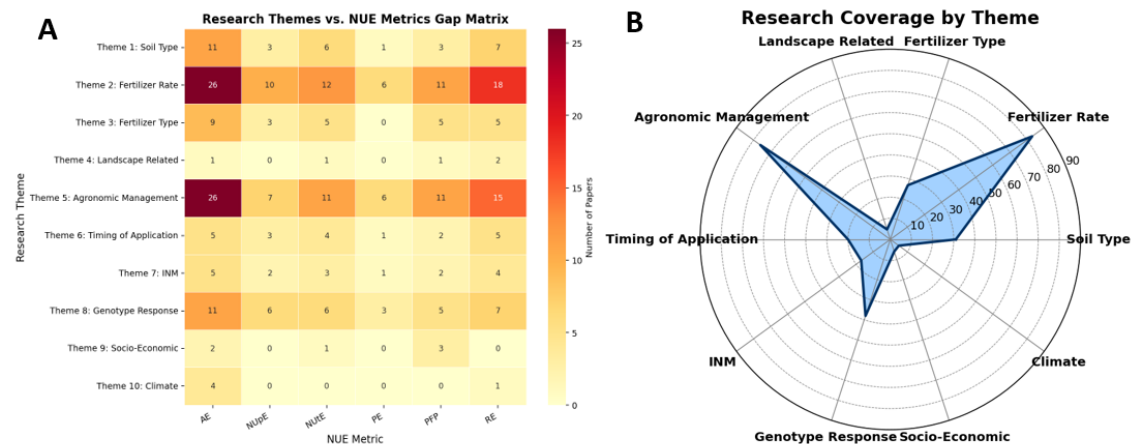 A
Research Themes vs. NUE Metrics Gap Matrix
Research Theme
Theme 1: Soil Type 11 3 6 1 3 7
Theme 2: Fertilizer Rate 26 10 12 6 11 18
Theme 3: Fertilizer Type 9 3 5 0 5 5
Theme 4: Landscape Related 1 0 1 0 1 2
Theme 5: Agronomic Management 26 7 11 6 11 15
Theme 6: Timing of Application 5 3 4 1 2 5
Theme 7: INM 5 2 3 1 2 4
Theme 8: Genotype Response 11 6 6 3 5 7
Theme 9: Socio-Economic 2 0 1 0 3 0
Theme 10: Climate 4 0 0 0 0 1
AE NUpE NUtE PE PFP RE
NUE Metric
25
20
15
10
5
0
Number of Papers
B
Research Coverage by Theme
Landscape Related Fertilizer Type
Agronomic Management Fertilizer Rate
10 20 30 40 50 60 70 80 90
Timing of Application Soil Type
INM Climate
Genotype Response Socio-Economic